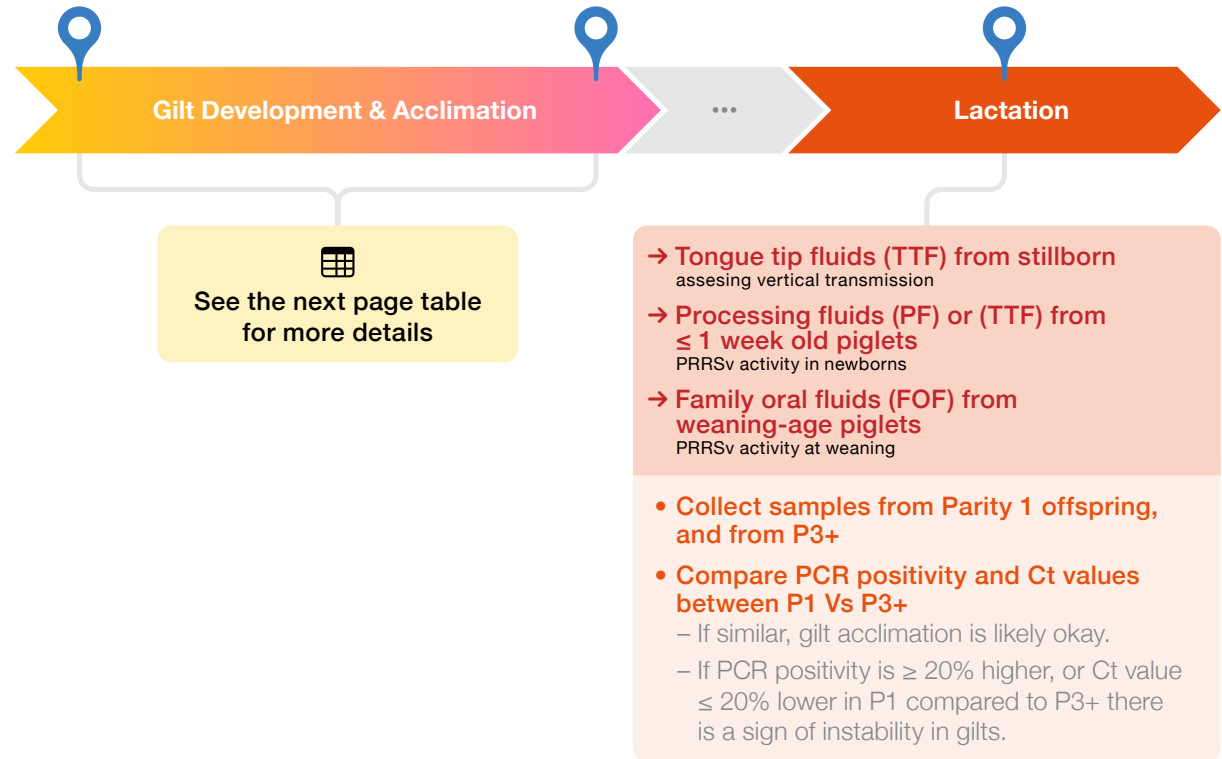 Gilt Development & Acclimation
...
Lactation
See the next page table
for more details
→ Tongue tip fluids (TTF) from stillborn
assesing vertical transmission
→ Processing fluids (PF) or (TTF) from
≤ 1 week old piglets
PRRSv activity in newborns
→ Family oral fluids (FOF) from
weaning-age piglets
PRRSv activity at weaning
• Collect samples from Parity 1 offspring,
and from P3+
• Compare PCR positivity and Ct values
between P1 Vs P3+
– If similar, gilt acclimation is likely okay.
– If PCR positivity is ≥ 20% higher, or Ct value
≤ 20% lower in P1 compared to P3+ there
is a sign of instability in gilts.